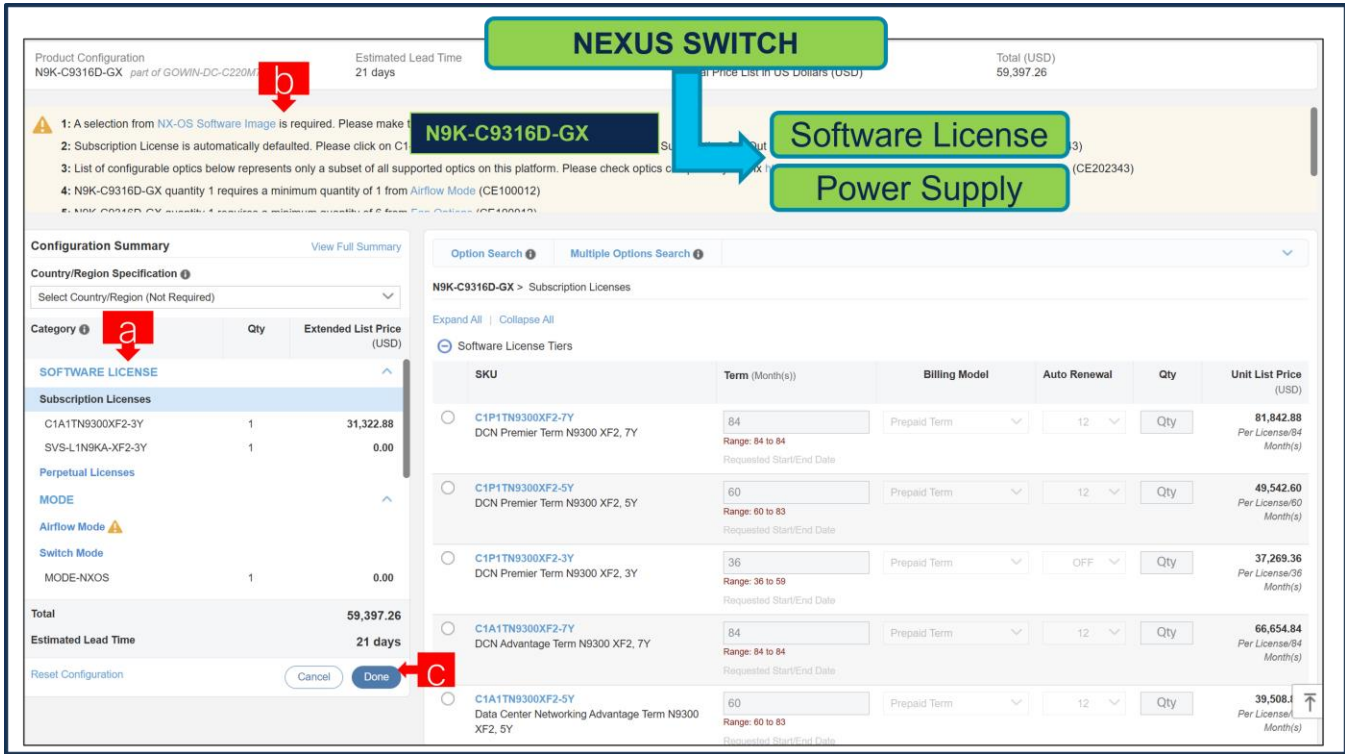 NEXUS SWITCH
Product Configuration
N9K-C9316D-GX part of GOWIN-DC-C220M
Estimated Lead Time
21 days
Price List in US Dollars (USD)
Total (USD)
59,397.26
b
1: A selection from NX-OS Software Image is required. Please make
2: Subscription License is automatically defaulted. Please click on C1
3: List of configurable optics below represents only a subset of all supported optics on this platform. Please check optics
(CE202343)
4: N9K-C9316D-GX quantity 1 requires a minimum quantity of 1 from Airflow Mode (CE100012)
N9K-C9316D-GX
Software License
Power Supply
Configuration Summary
View Full Summary
Country/Region Specification
Select Country/Region (Not Required)
Category
Qty
Extended List Price
(USD)
a
SOFTWARE LICENSE
Subscription Licenses
C1A1TN9300XF2-3Y 1 31,322.88
SVS-L1N9KA-XF2-3Y 1 0.00
Perpetual Licenses
MODE
Airflow Mode
Switch Mode
MODE-NXOS 1 0.00
Total 59,397.26
Estimated Lead Time 21 days
Reset Configuration
Cancel
Done
C
Option Search
Multiple Options Search
N9K-C9316D-GX > Subscription Licenses
Expand All | Collapse All
Software License Tiers
SKU Term (Month(s)) Billing Model Auto Renewal Qty Unit List Price
(USD)
C1P1TN9300XF2-7Y 84 Prepaid Term 12 Qty 81,842.88
DCN Premier Term N9300 XF2, 7Y
Range: 84 to 84
Per License/84
Month(s)
Requested Start/End Date
C1P1TN9300XF2-5Y 60 Prepaid Term 12 Qty 49,542.60
DCN Premier Term N9300 XF2, 5Y
Range: 60 to 83
Per License/60
Month(s)
Requested Start/End Date
C1P1TN9300XF2-3Y 36 Prepaid Term OFF Qty 37,269.36
DCN Premier Term N9300 XF2, 3Y
Range: 36 to 59
Per License/36
Month(s)
Requested Start/End Date
C1A1TN9300XF2-7Y 84 Prepaid Term 12 Qty 66,654.84
DCN Advantage Term N9300 XF2, 7Y
Range: 84 to 84
Per License/84
Month(s)
Requested Start/End Date
C1A1TN9300XF2-5Y 60 Prepaid Term 12 Qty 39,508.
Data Center Networking Advantage Term N9300
XF2, 5Y
Range: 60 to 83
Per License/
Month(s)
Requested Start/End Date